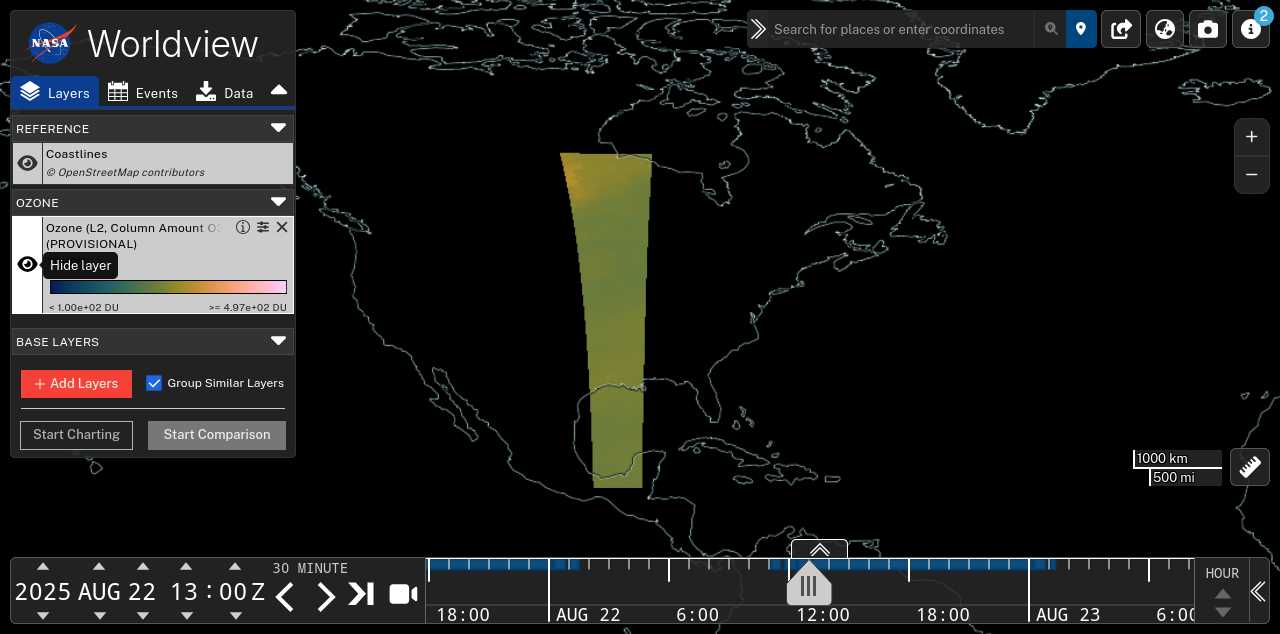 NASA
Worldview
Layers
Events
Data
REFERENCE
Coastlines
© OpenStreetMap contributors
OZONE
Ozone (L2, Column Amount O
(PROVISIONAL)
Hide layer
< 1.00e+02 DU
>= 4.97e+02 DU
BASE LAYERS
+ Add Layers
Group Similar Layers
Start Charting
Start Comparison
Search for places or enter coordinates
2
+
−
1000 km
500 mi
2025 AUG 22 13 : 00 Z
30 MINUTE
18:00
AUG 22
6:00
12:00
18:00
AUG 23
6:00
HOUR